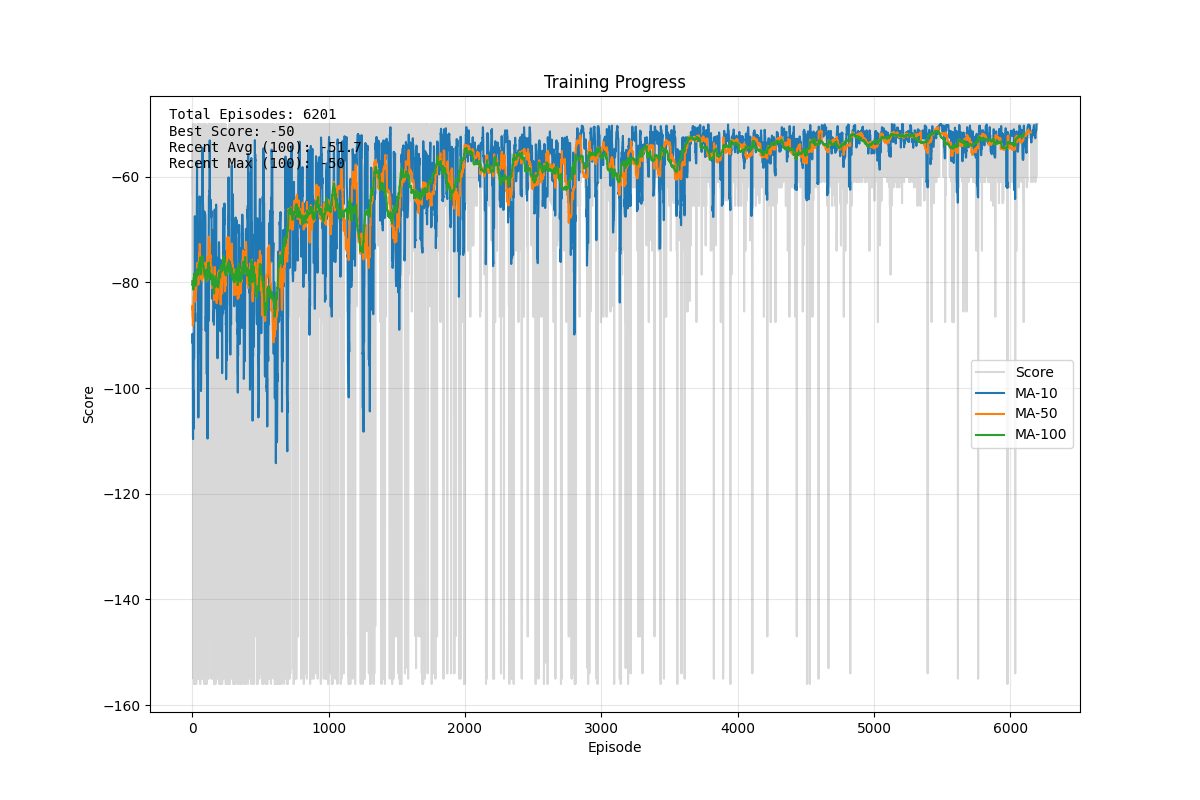 Training Progress
Total Episodes: 6201
Best Score: -50
Recent Avg (100): -51.7
Recent Max (100): -50
Score
−60
−80
−100
−120
−140
−160
Score
MA-10
MA-50
MA-100
0
1000
2000
3000
4000
5000
6000
Episode